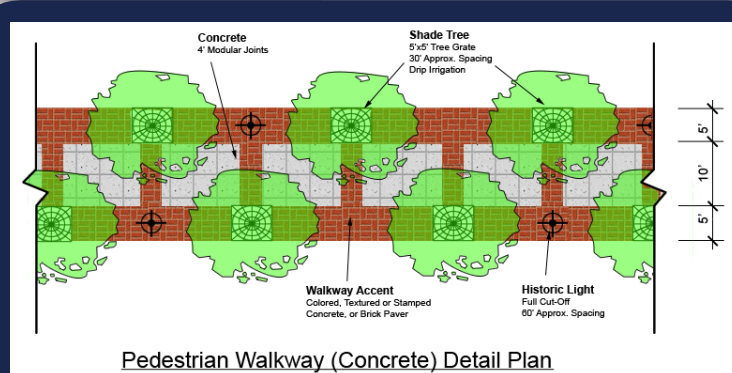 Concrete
4' Modular Joints
Shade Tree
5'x5' Tree Grate
30' Approx. Spacing
Drip Irrigation
5'
10'
5'
Walkway Accent
Colored, Textured or Stamped
Concrete, or Brick Paver
Historic Light
Full Cut-Off
60' Approx. Spacing
Pedestrian Walkway (Concrete) Detail Plan